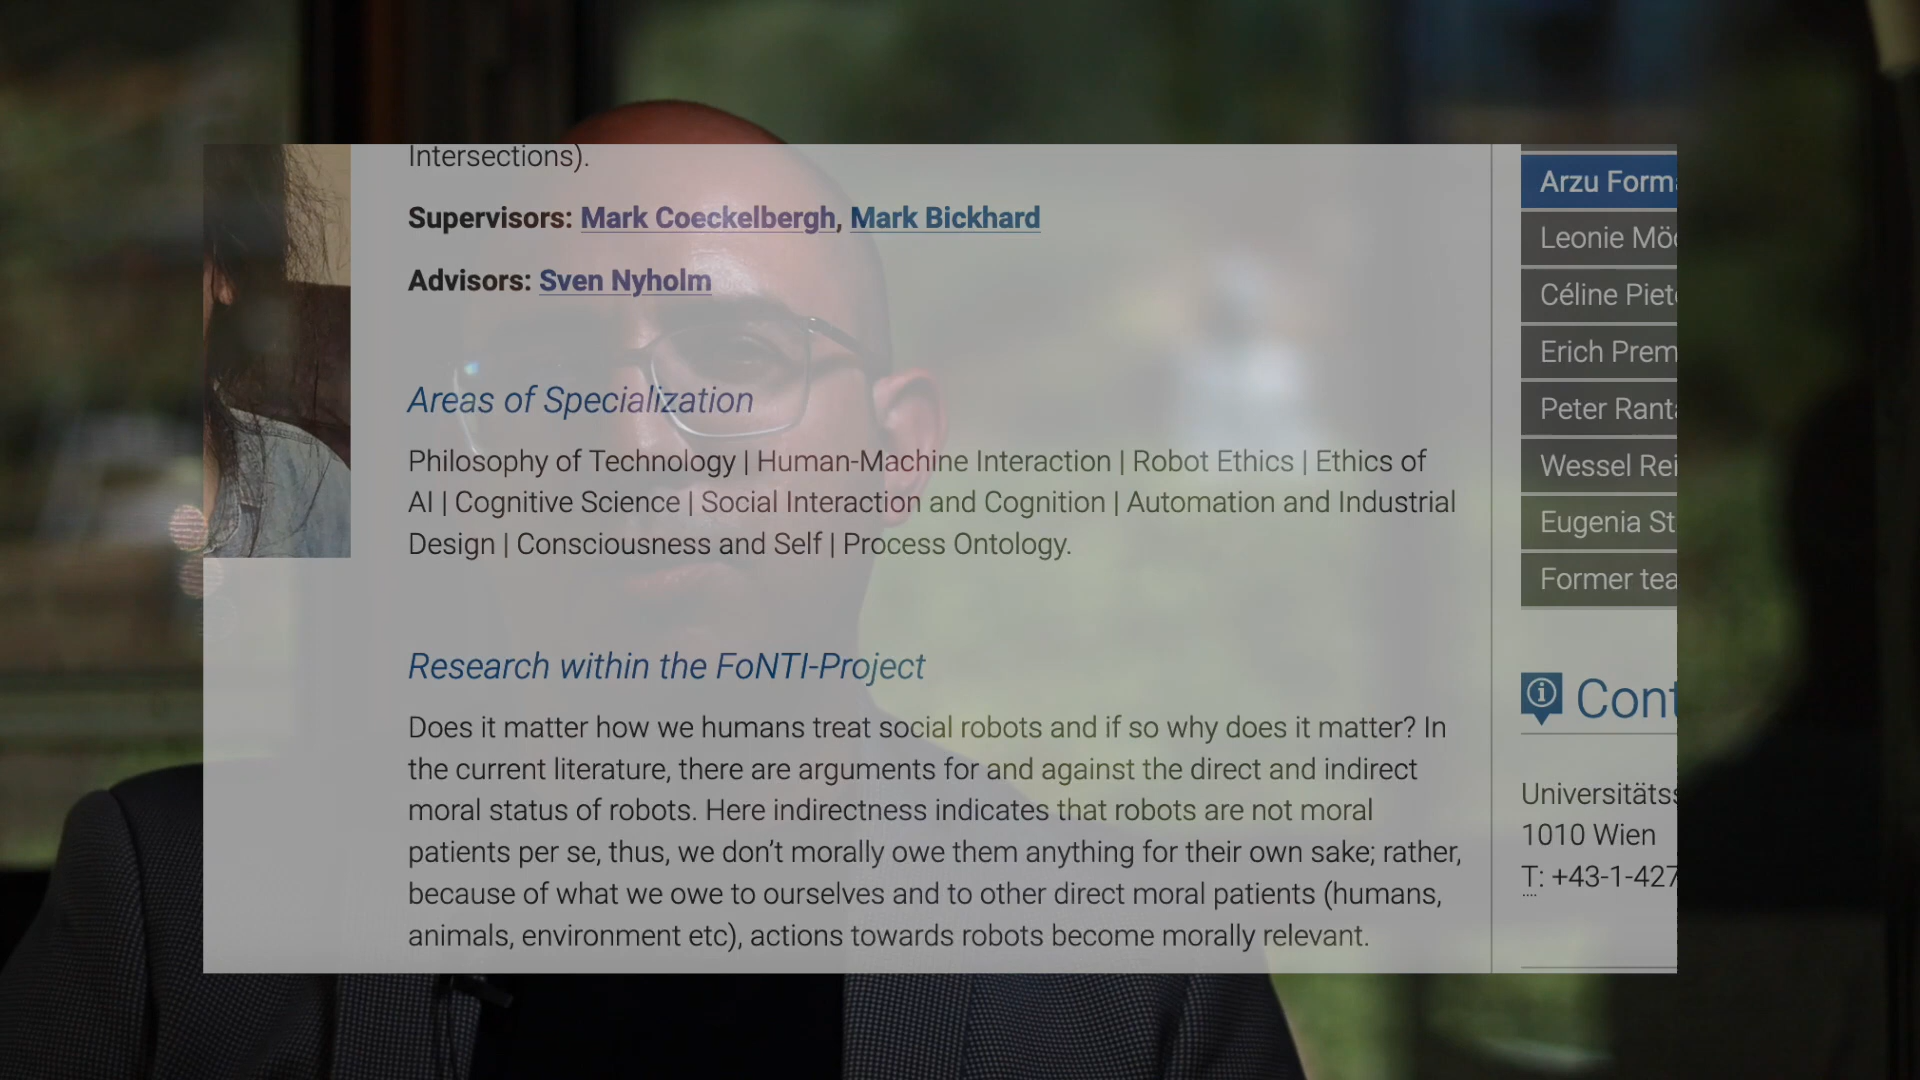 Intersections).
Supervisors: Mark Coeckelbergh, Mark Bickhard
Advisors: Sven Nyholm
Areas of Specialization
Philosophy of Technology | Human-Machine Interaction | Robot Ethics | Ethics of
AI | Cognitive Science | Social Interaction and Cognition | Automation and Industrial
Design | Consciousness and Self | Process Ontology.
Research within the FoNTI-Project
Does it matter how we humans treat social robots and if so why does it matter? In
the current literature, there are arguments for and against the direct and indirect
moral status of robots. Here indirectness indicates that robots are not moral
patients per se, thus, we don’t morally owe them anything for their own sake; rather,
because of what we owe to ourselves and to other direct moral patients (humans,
animals, environment etc), actions towards robots become morally relevant.
Arzu Form
Leonie Mö
Céline Piet
Erich Prem
Peter Rant
Wessel Rei
Eugenia St
Former tea
Cont
Universitäts
1010 Wien
T: +43-1-427